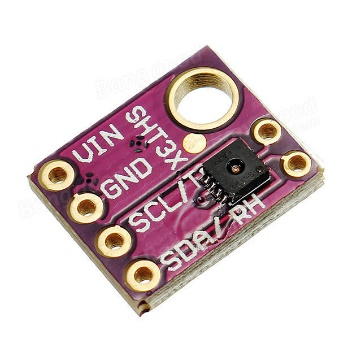 SHT3X
VIN
GND
SCL/T
SDA/RH